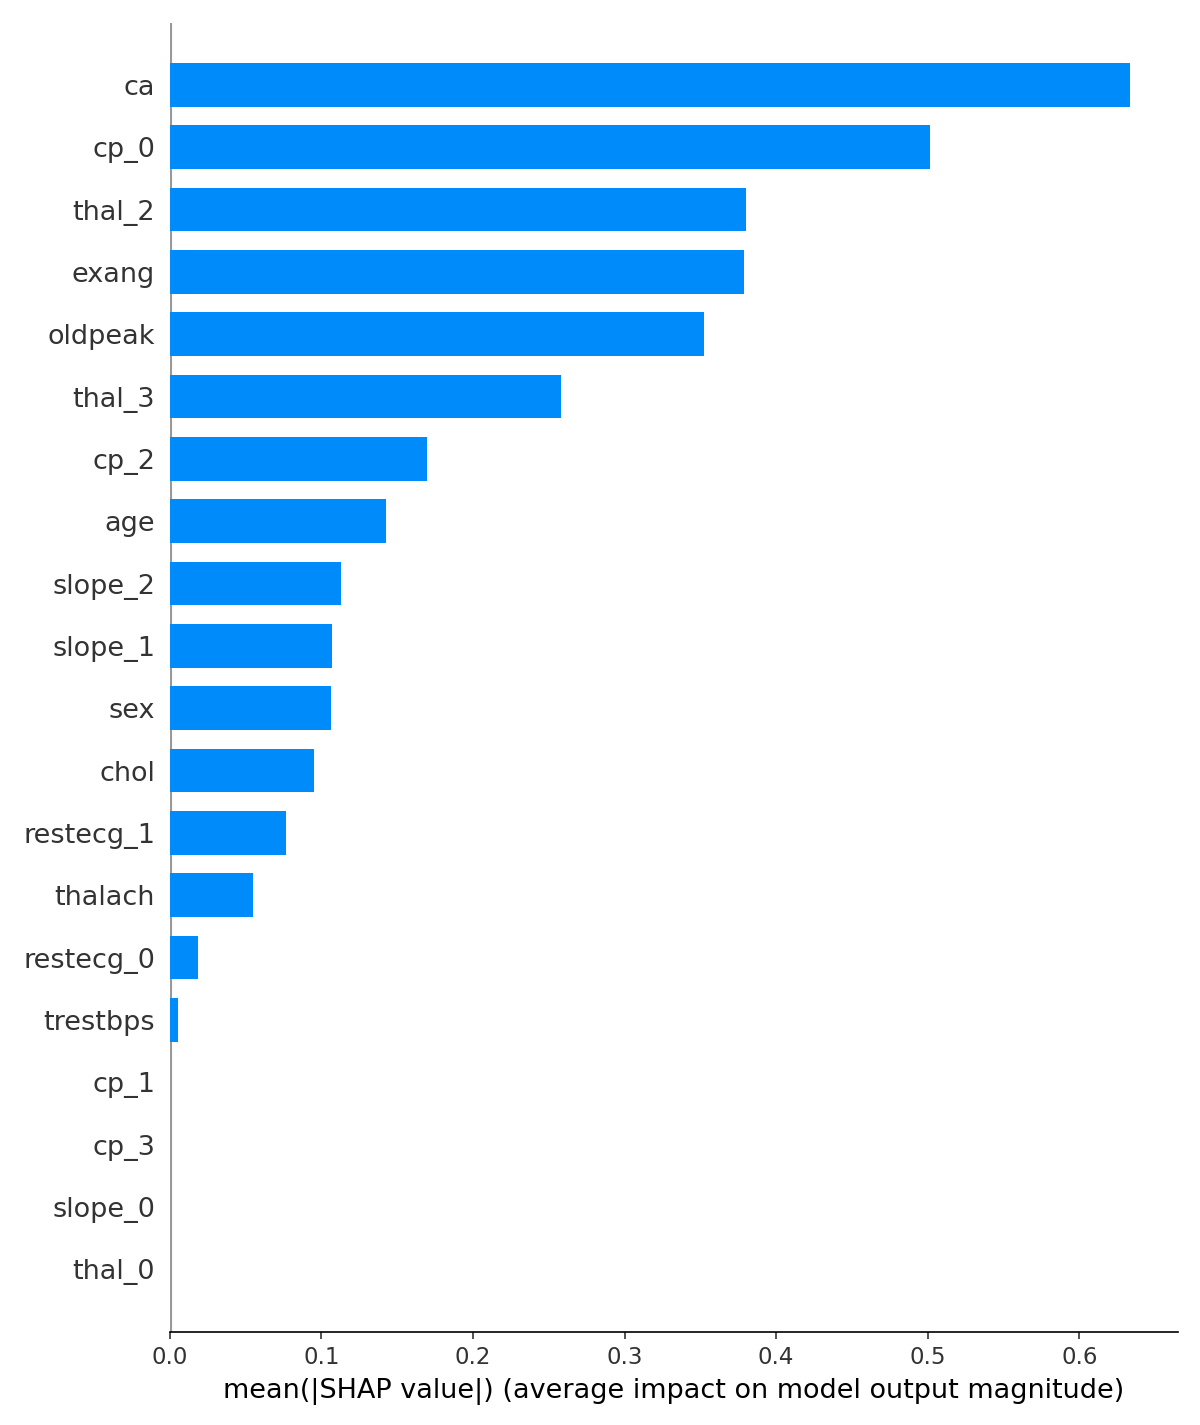 ca
cp_0
thal_2
exang
oldpeak
thal_3
cp_2
age
slope_2
slope_1
sex
chol
restecg_1
thalach
restecg_0
trestbps
cp_1
cp_3
slope_0
thal_0
0.0 0.1 0.2 0.3 0.4 0.5 0.6
mean(|SHAP value|) (average impact on model output magnitude)